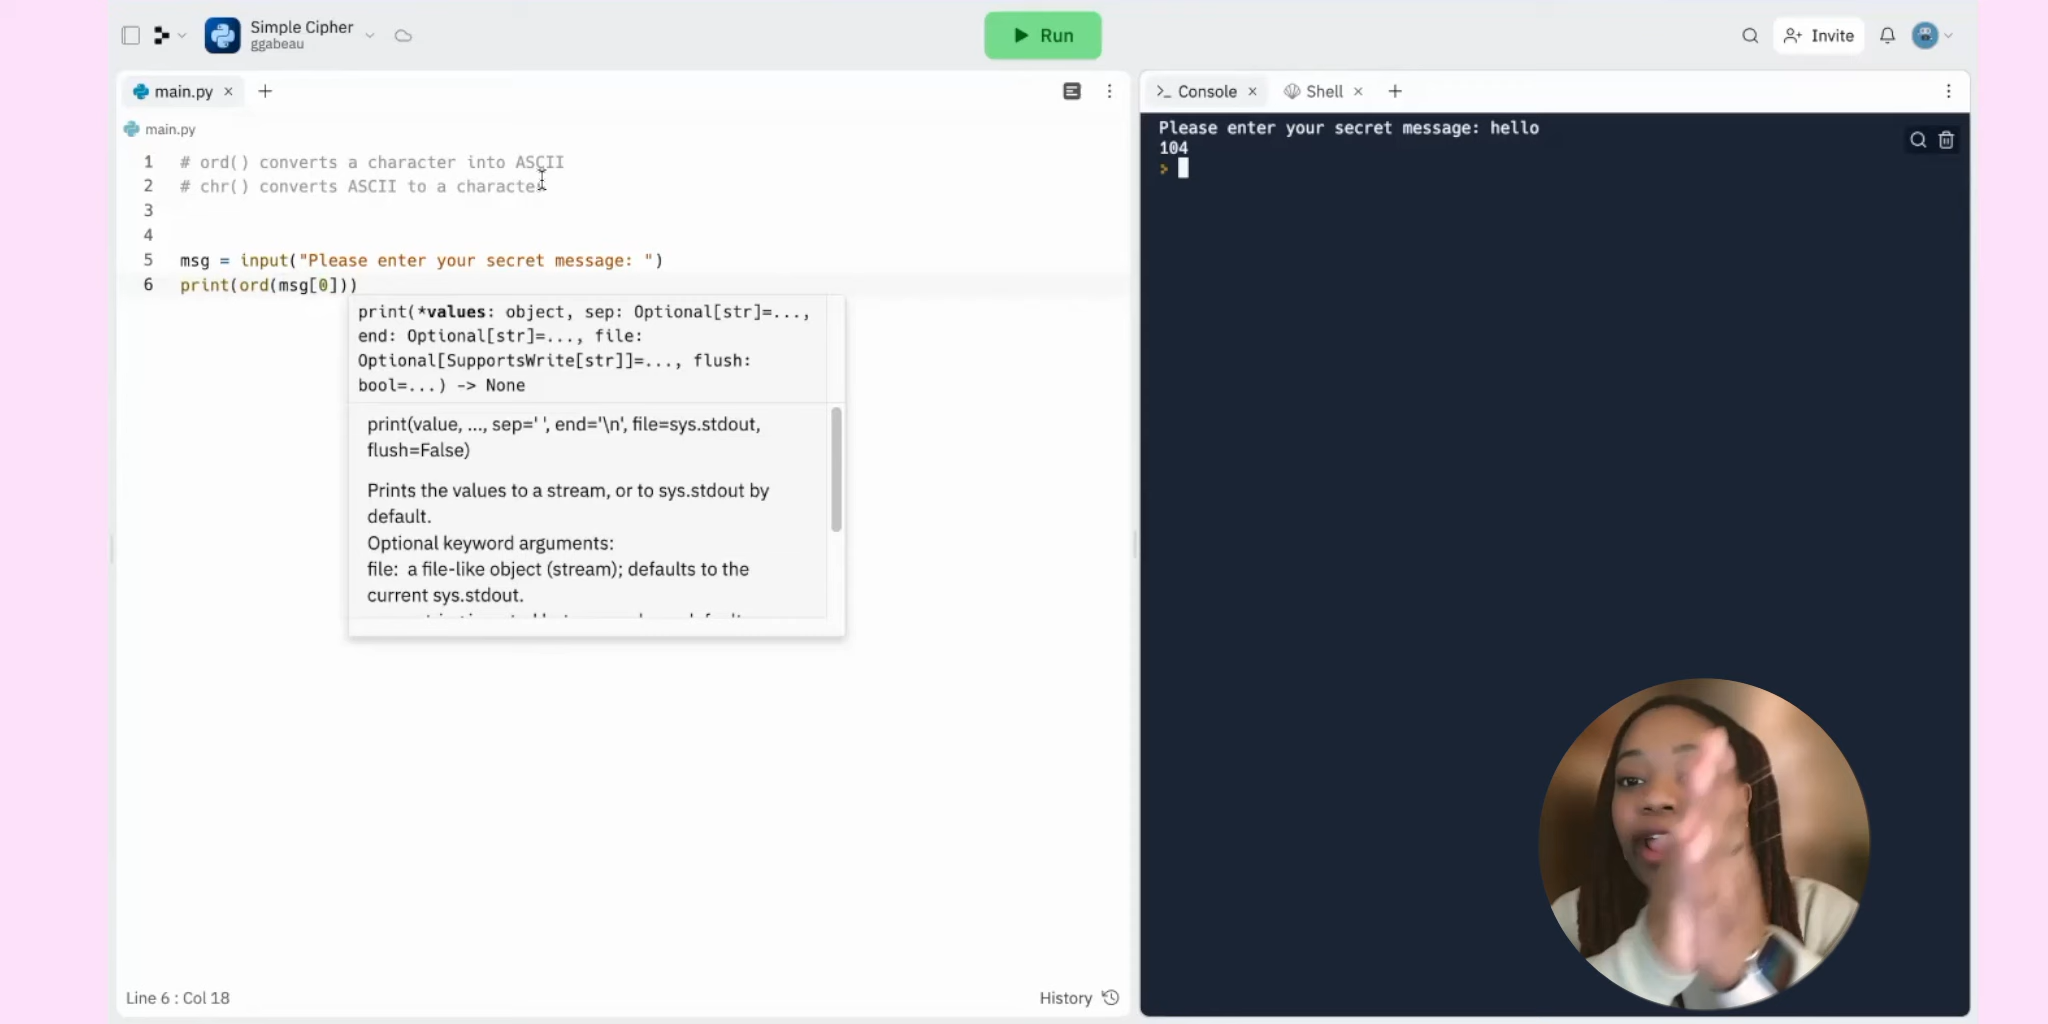 Simple Cipher
ggabeau
Run
Invite
main.py
main.py
1 # ord() converts a character into ASCII
2 # chr() converts ASCII to a character
3
4
5 msg = input("Please enter your secret message: ")
6 print(ord(msg[0]))
print(*values: object, sep: Optional[str]=...,
end: Optional[str]=..., file:
Optional[SupportsWrite[str]]=..., flush:
bool=...) -> None
print(value, ..., sep=' ', end='\n', file=sys.stdout,
flush=False)
Prints the values to a stream, or to sys.stdout by
default.
Optional keyword arguments:
file: a file-like object (stream); defaults to the
current sys.stdout.
Line 6 : Col 18
History
Console
Shell
Please enter your secret message: hello
104